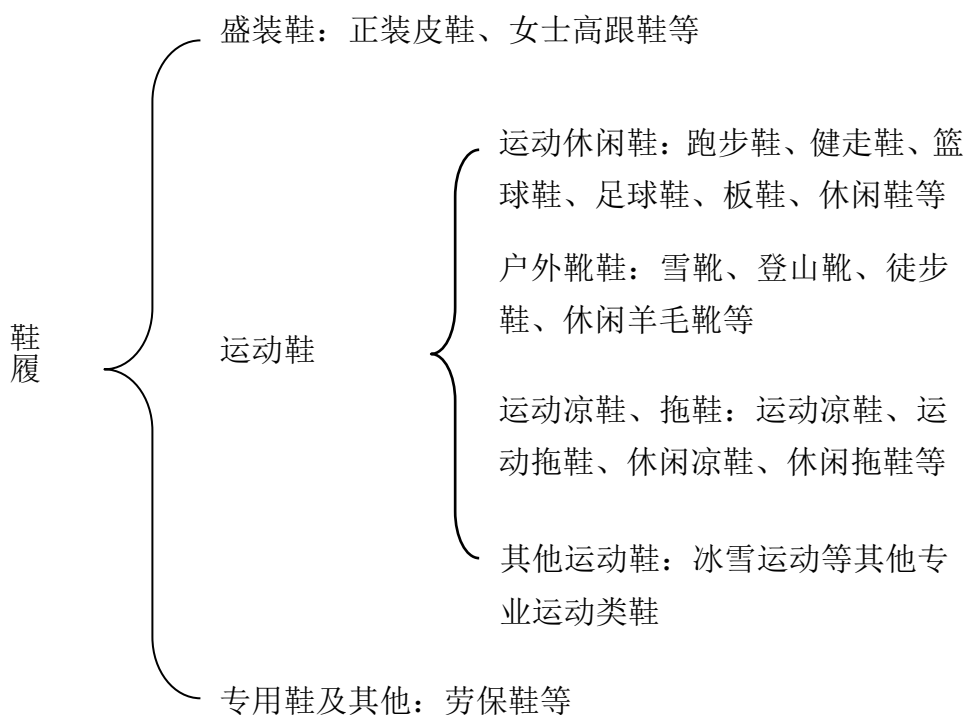 盛装鞋：正装皮鞋、女士高跟鞋等
运动休闲鞋：跑步鞋、健走鞋、篮
球鞋、足球鞋、板鞋、休闲鞋等
户外靴鞋：雪靴、登山靴、徒步
鞋、休闲羊毛靴等
鞋履
运动鞋
运动凉鞋、拖鞋：运动凉鞋、运
动拖鞋、休闲凉鞋、休闲拖鞋等
其他运动鞋：冰雪运动等其他专
业运动类鞋
专用鞋及其他：劳保鞋等